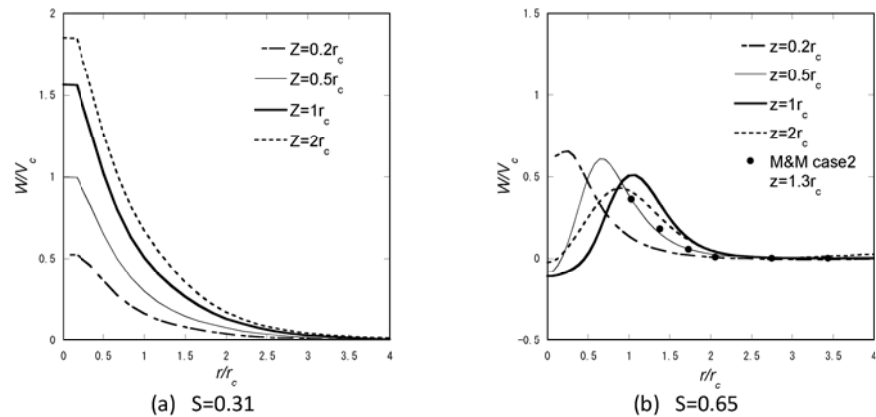 2
1.5
1
0.5
0
W/Vc
0 0.5 1 1.5 2 2.5 3 3.5 4
r/rc
Z=0.2rc
Z=0.5rc
Z=1rc
Z=2rc
(a) S=0.31
1
0.5
0
-0.5
W/Vc
0 0.5 1 1.5 2 2.5 3 3.5 4
r/rc
z=0.2rc
z=0.5rc
z=1rc
z=2rc
M&M case2
z=1.3rc
(b) S=0.65